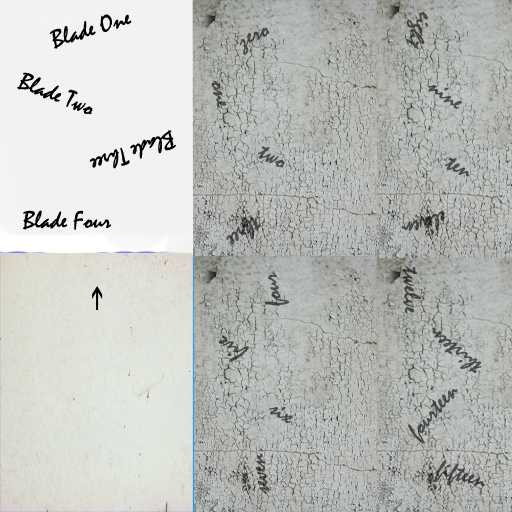 Blade One
Blade Two
Blade Three
Blade Four
zero
one
two
three
eight
nine
ten
eleven
four
five
six
seven
twelve
thirteen
fourteen
fifteen